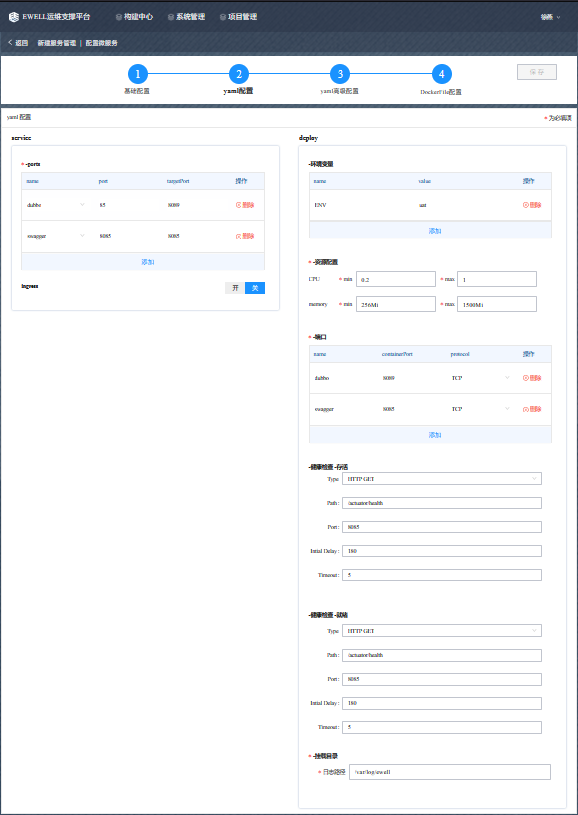 EWELL运维支撑平台 构建中心 系统管理 项目管理 徐燕
返回 新建服务管理 | 配置微服务
1 2 3 4 保存
基础配置 yaml配置 yaml高级配置 DockerFile配置
yaml 配置 * 为必填项
service
* -ports
name port targetPort 操作
dubbo 85 8089 删除
swagger 8085 8085 删除
添加
Ingress 开 关
deploy
-环境变量
name value 操作
ENV uat 删除
添加
* -资源配置
CPU * min 0.2 * max 1
memory * min 256Mi * max 1500Mi
* -端口
name containerPort protocol 操作
dubbo 8089 TCP 删除
swagger 8085 TCP 删除
添加
-健康检查 -存活
Type HTTP GET
Path: /actuator/health
Port: 8085
Intial Delay: 180
Timeout: 5
-健康检查 -就绪
Type HTTP GET
Path: /actuator/health
Port: 8085
Intial Delay: 180
Timeout: 5
* -挂载目录
* 日志路径 /var/log/ewell